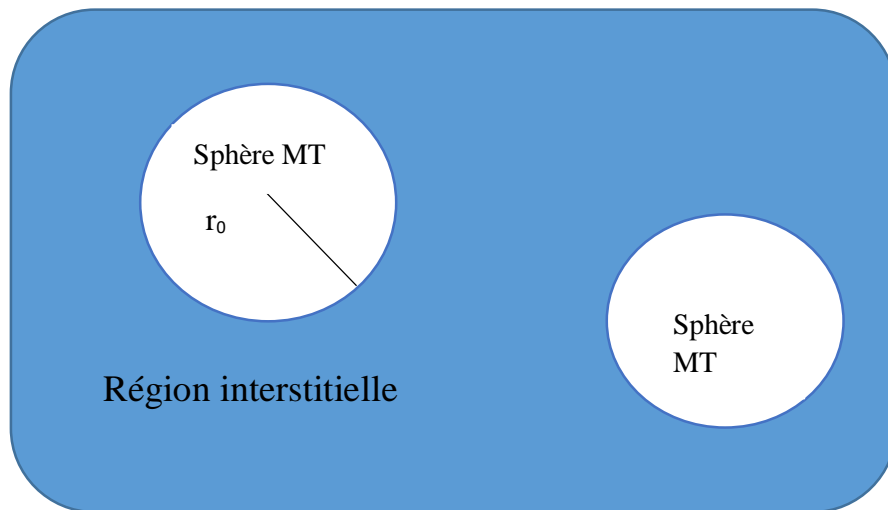 Sphère MT
r₀
Sphère
MT
Région interstitielle